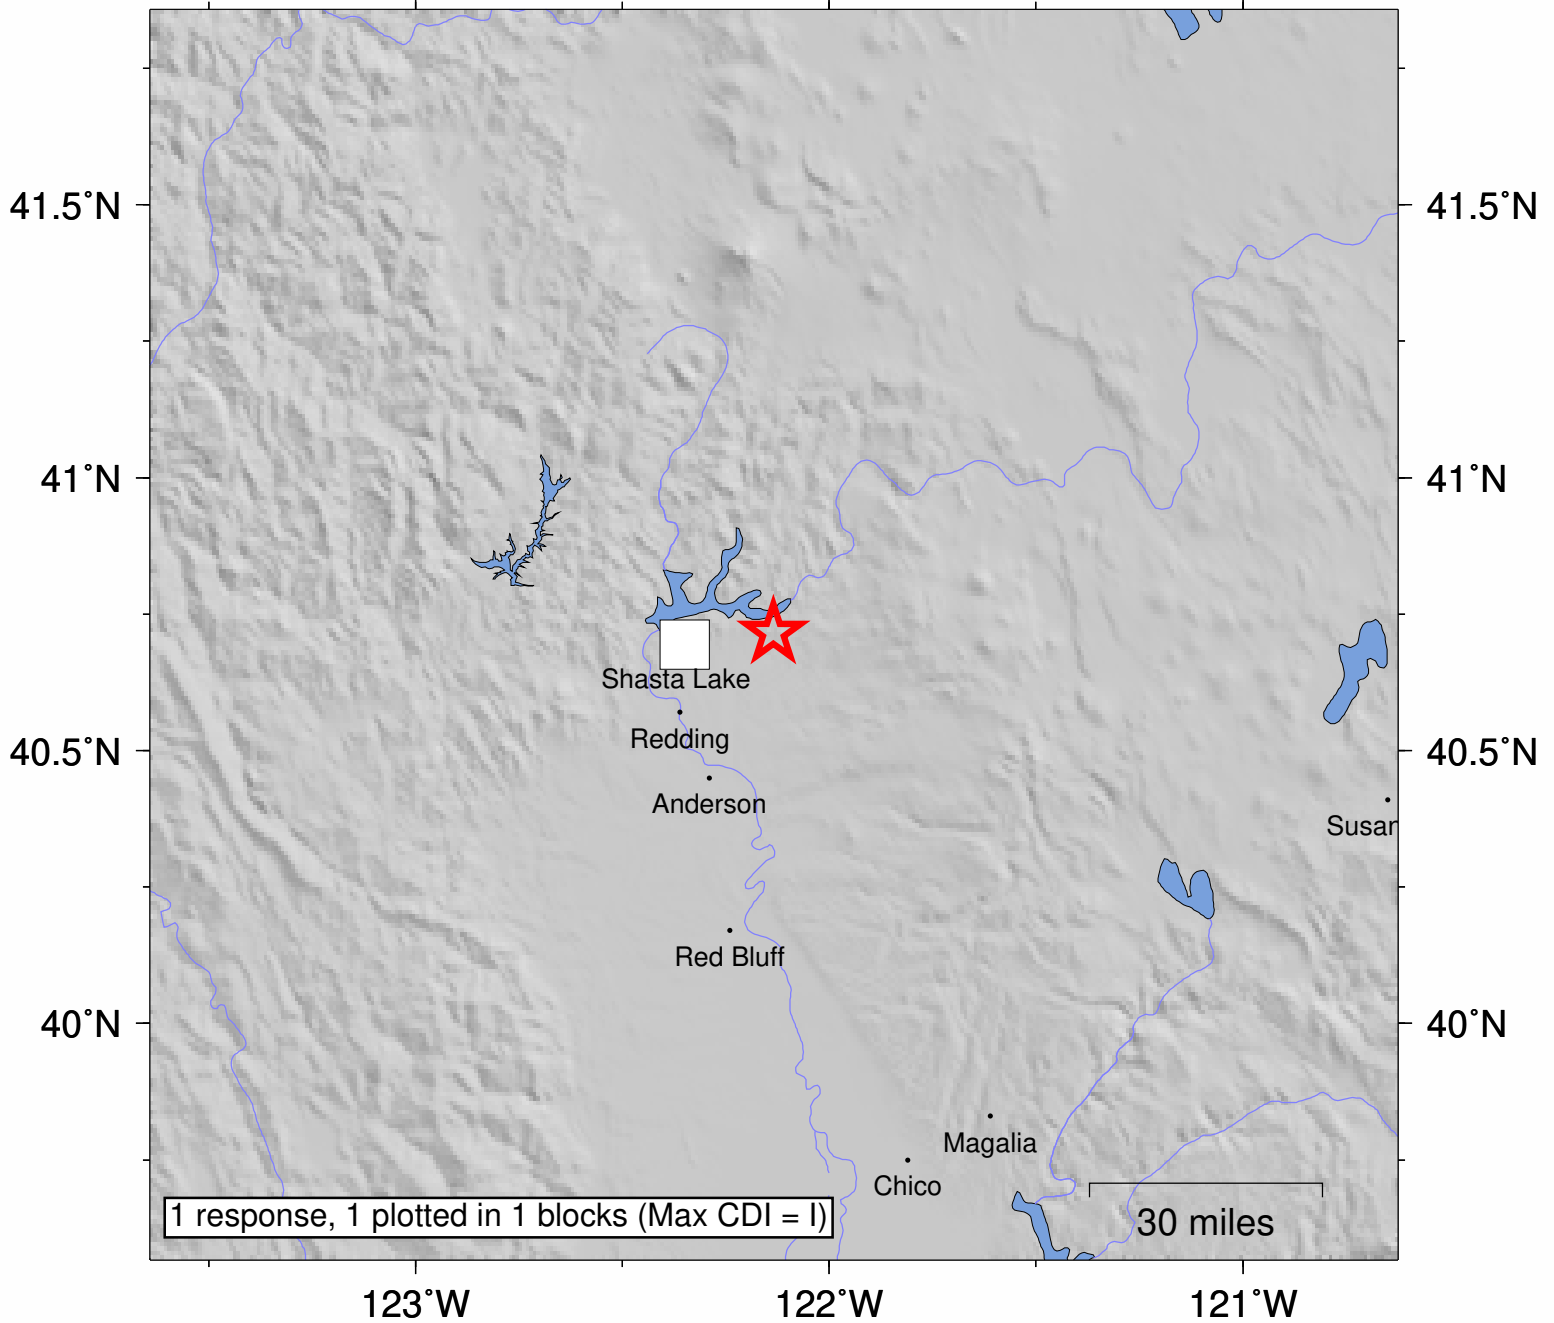 41.5˚N 41.5˚N
41˚N 41˚N
Shasta Lake
Redding
40.5˚N 40.5˚N
Anderson
Susan
Red Bluff
40˚N 40˚N
Magalia
Chico
1 response, 1 plotted in 1 blocks (Max CDI = I)
30 miles
123˚W 122˚W 121˚W